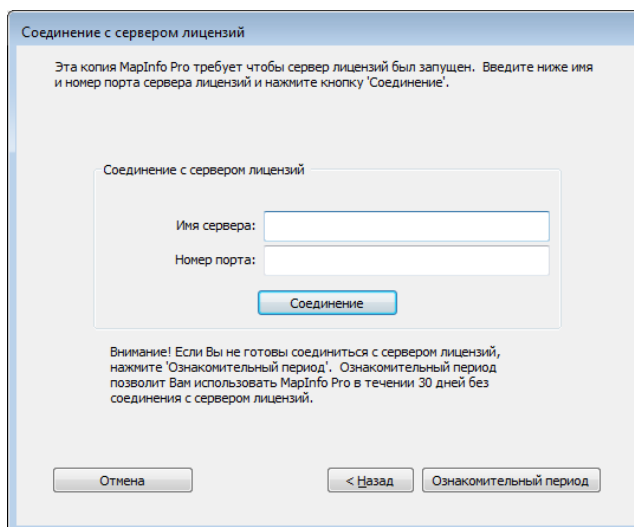 Соединение с сервером лицензий
Эта копия MapInfo Pro требует чтобы сервер лицензий был запущен. Введите ниже имя
и номер порта сервера лицензий и нажмите кнопку 'Соединение'.
Соединение с сервером лицензий
Имя сервера:
Номер порта:
Соединение
Внимание! Если Вы не готовы соединиться с сервером лицензий,
нажмите 'Ознакомительный период'. Ознакомительный период
позволит Вам использовать MapInfo Pro в течении 30 дней без
соединения с сервером лицензий.
Отмена
< Назад
Ознакомительный период